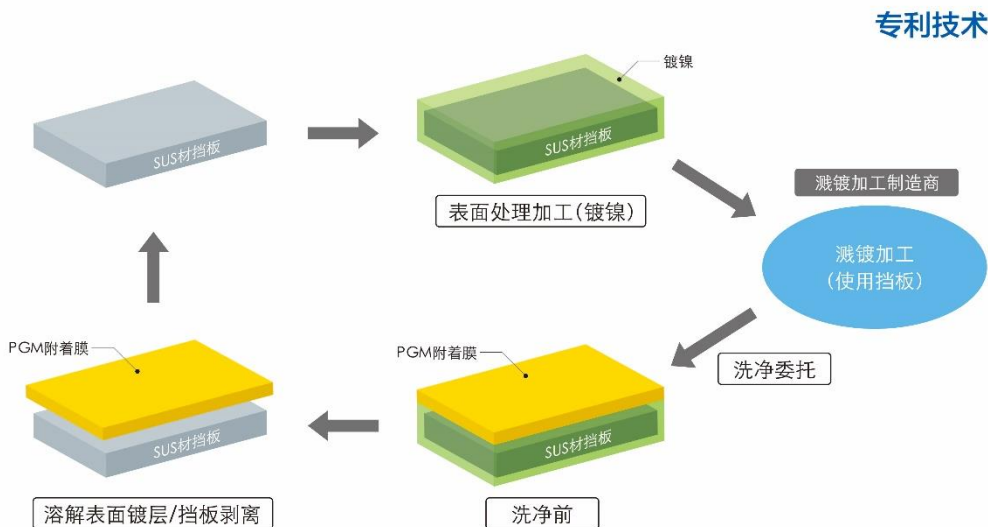 专利技术
镀镍
SUS材挡板
SUS材挡板
表面处理加工(镀镍)
溅镀加工制造商
溅镀加工
(使用挡板)
洗净委托
PGM附着膜
PGM附着膜
SUS材挡板
SUS材挡板
溶解表面镀层/挡板剥离
洗净前